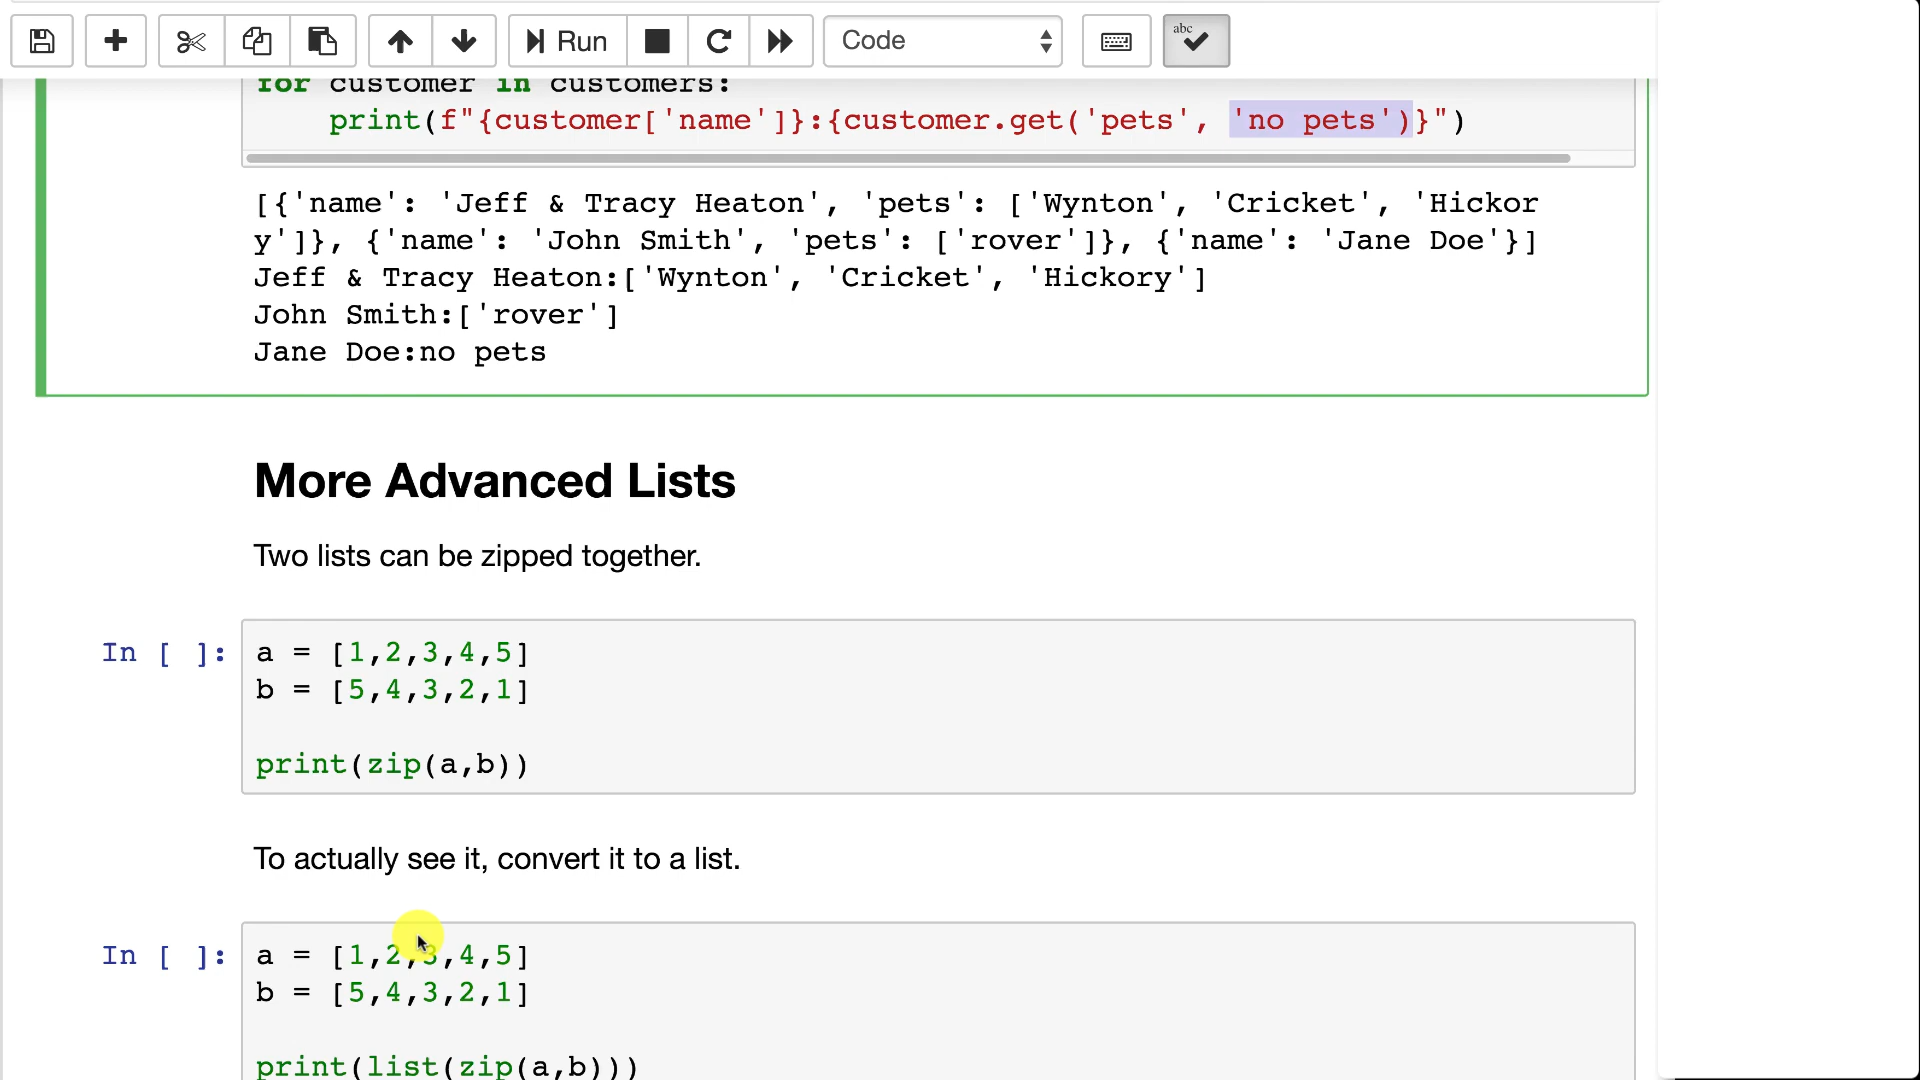 Run
Code
abc
for customer in customers:
print(f"{customer['name']}:{customer.get('pets', 'no pets')}")
[{'name': 'Jeff & Tracy Heaton', 'pets': ['Wynton', 'Cricket', 'Hickor
y']}, {'name': 'John Smith', 'pets': ['rover']}, {'name': 'Jane Doe'}]
Jeff & Tracy Heaton:['Wynton', 'Cricket', 'Hickory']
John Smith:['rover']
Jane Doe:no pets
More Advanced Lists
Two lists can be zipped together.
In [ ]: a = [1,2,3,4,5]
b = [5,4,3,2,1]
print(zip(a,b))
To actually see it, convert it to a list.
In [ ]: a = [1,2,3,4,5]
b = [5,4,3,2,1]
print(list(zip(a,b)))